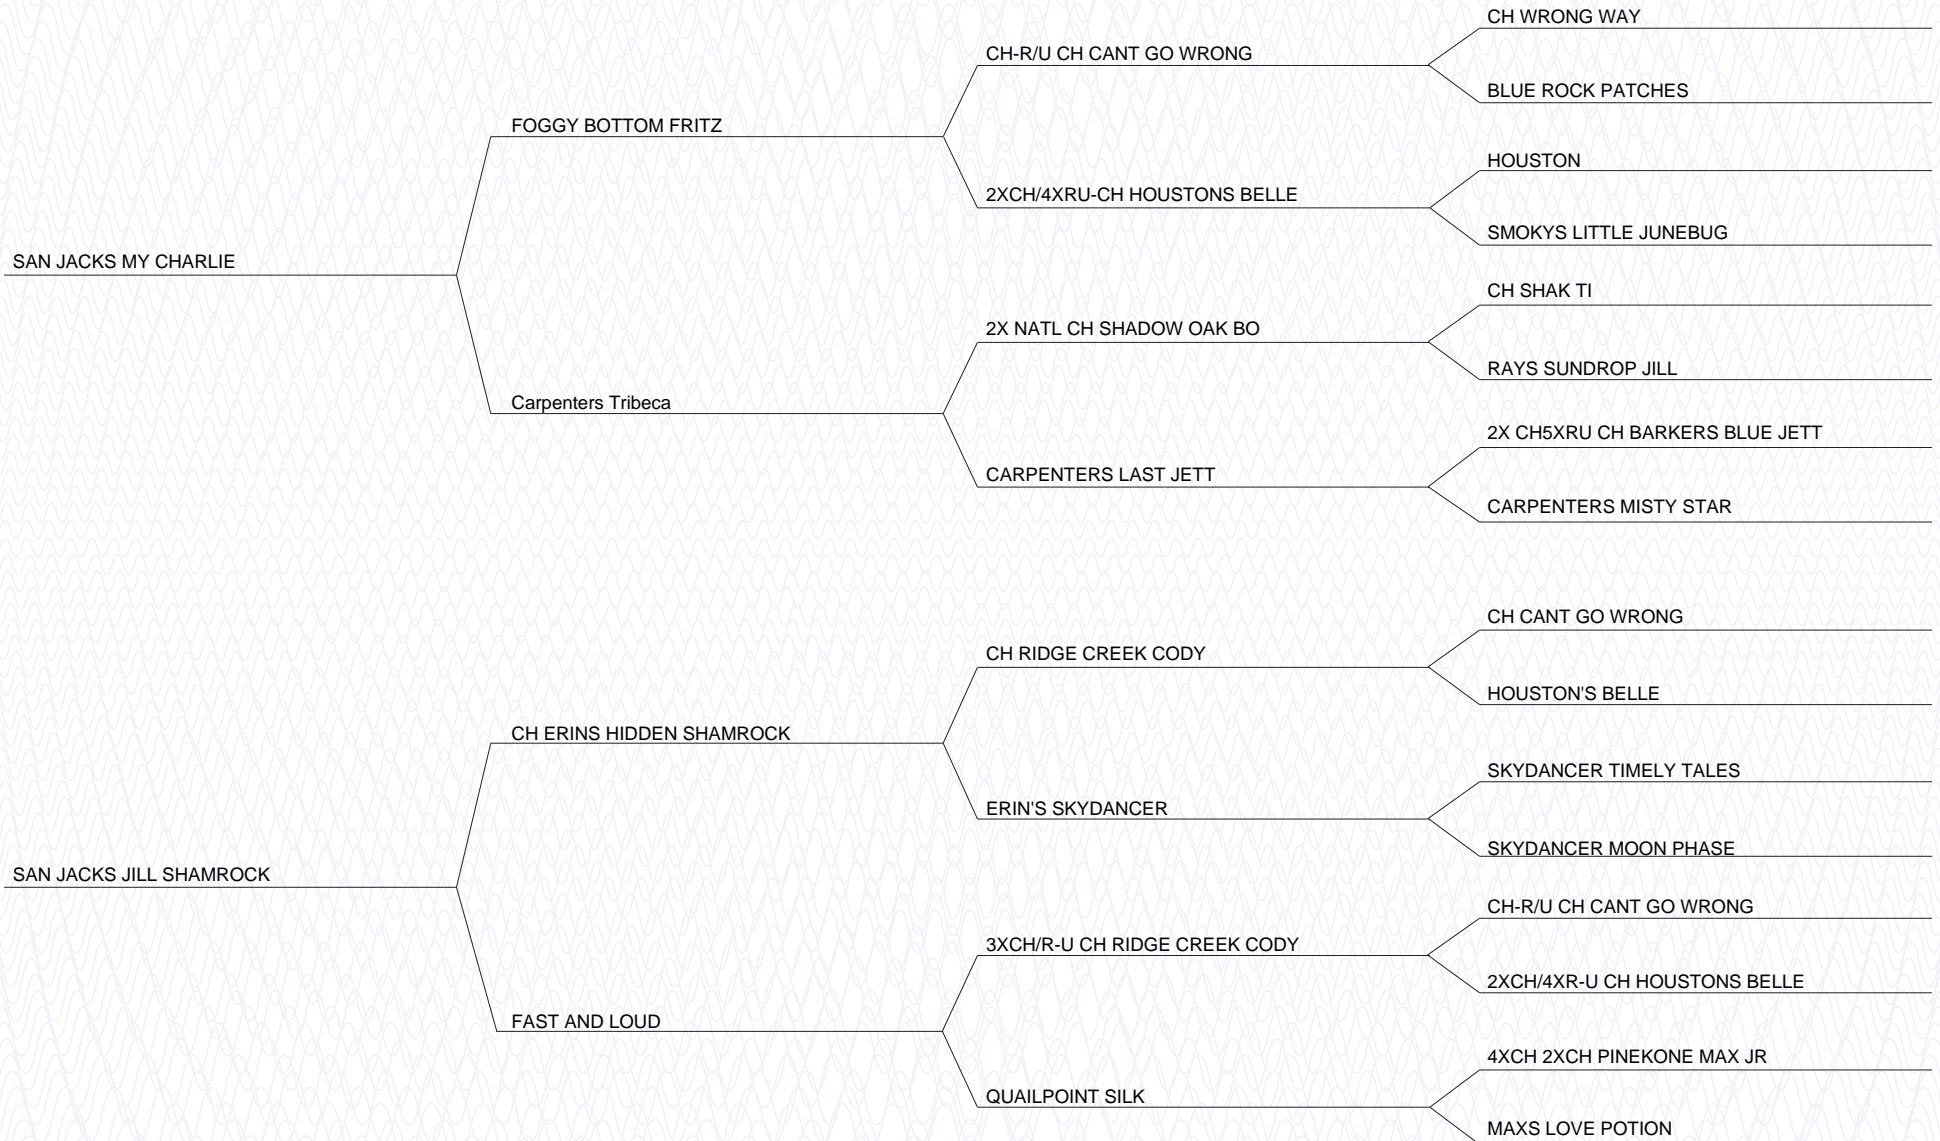 CH WRONG WAY
CH-R/U CH CANT GO WRONG
BLUE ROCK PATCHES
FOGGY BOTTOM FRITZ
HOUSTON
2XCH/4XRU-CH HOUSTONS BELLE
SMOKYS LITTLE JUNEBUG
SAN JACKS MY CHARLIE
CH SHAK TI
2X NATL CH SHADOW OAK BO
RAYS SUNDROP JILL
Carpenters Tribeca
2X CH5XRU CH BARKERS BLUE JETT
CARPENTERS LAST JETT
CARPENTERS MISTY STAR
CH CANT GO WRONG
CH RIDGE CREEK CODY
HOUSTON'S BELLE
CH ERINS HIDDEN SHAMROCK
SKYDANCER TIMELY TALES
ERIN'S SKYDANCER
SKYDANCER MOON PHASE
SAN JACKS JILL SHAMROCK
CH-R/U CH CANT GO WRONG
3XCH/R-U CH RIDGE CREEK CODY
2XCH/4XR-U CH HOUSTONS BELLE
FAST AND LOUD
4XCH 2XCH PINEKONE MAX JR
QUAILPOINT SILK
MAXS LOVE POTION